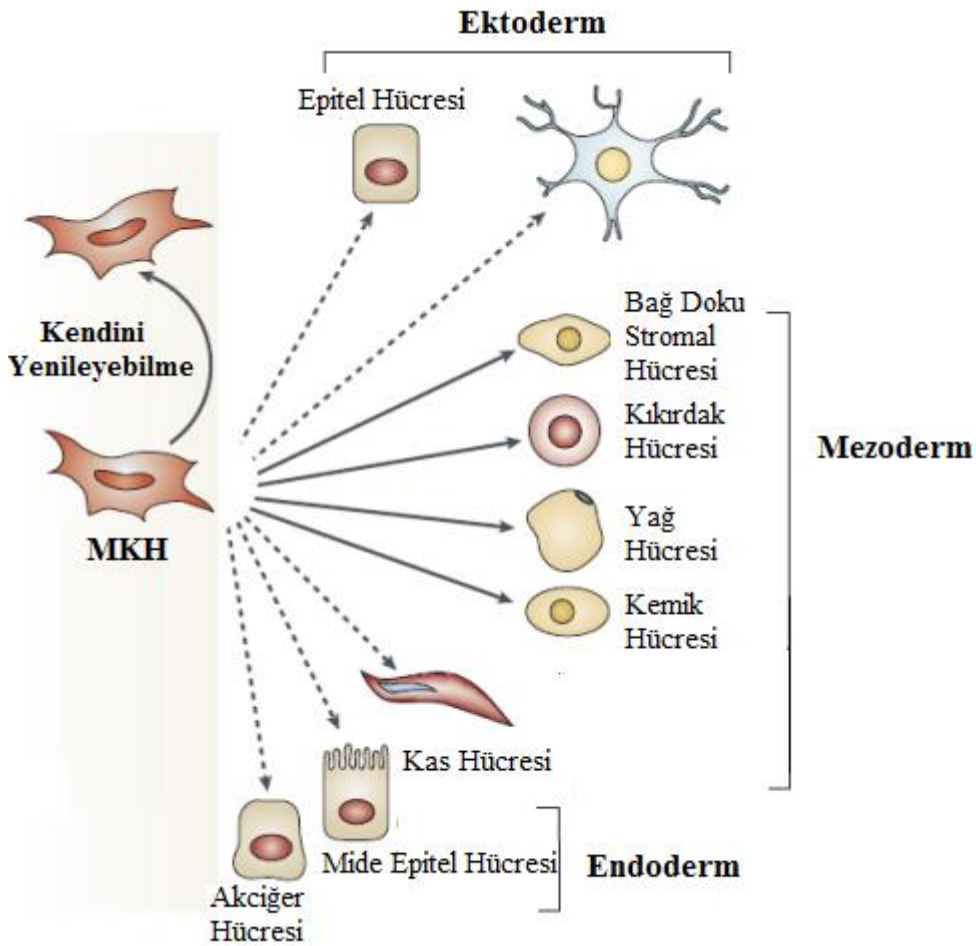 Ektoderm
Epitel Hücresi
Kendini
Yenileyebilme
MKH
Bağ Doku
Stromal
Hücresi
Kıkırdak
Hücresi
Yağ
Hücresi
Kemik
Hücresi
Mezoderm
Kas Hücresi
Mide Epitel Hücresi
Endoderm
Akciğer
Hücresi